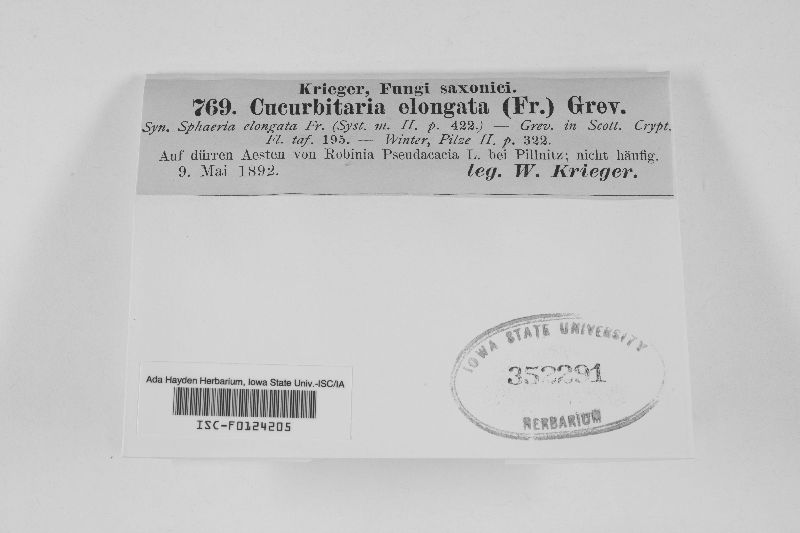 Krieger, Fungi saxonici.
769. Cucurbitaria elongata (Fr.) Grev.
Syn. Sphaeria elongata Fr. (Syst. m. II. p. 422.) — Grev. in Scott. Crypt.
Fl. taf. 195. — Winter, Pilze II. p. 322.
Auf dürren Aesten von Robinia Pseudacacia L. bei Pillnitz; nicht häufig.
9. Mai 1892. leg. W. Krieger.
IOWA STATE UNIVERSITY
352291
HERBARIUM
Ada Hayden Herbarium, Iowa State Univ.-ISC/IA
ISC-F0124205